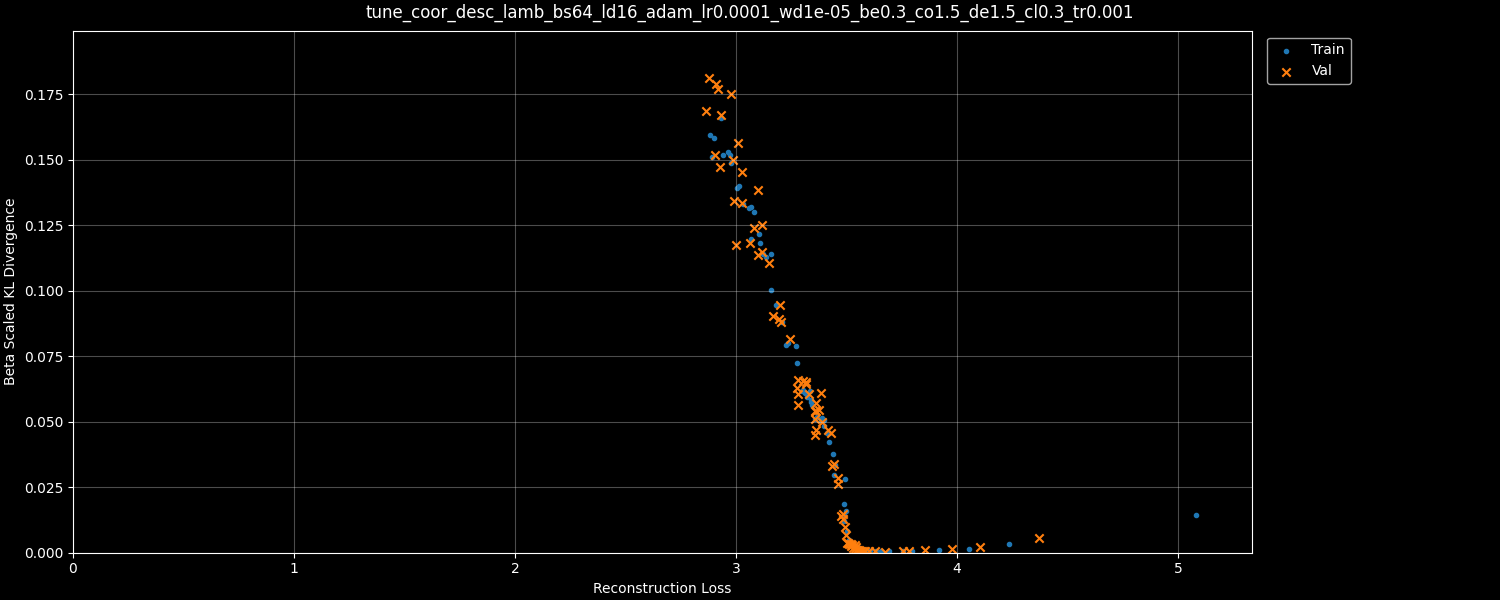 tune_coor_desc_lamb_bs64_ld16_adam_lr0.0001_wd1e-05_be0.3_co1.5_de1.5_cl0.3_tr0.001
Train
Val
0.175
0.150
0.125
0.100
0.075
0.050
0.025
0.000
Beta Scaled KL Divergence
0 1 2 3 4 5
Reconstruction Loss